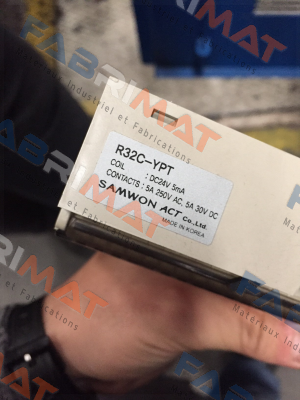 FABRIMAT
Matériaux Industriel et Fabrications
R32C-YPT
COIL : DC24V 5mA
CONTACTS : 5A 250V AC, 5A 30V DC
SAMWON ACT Co.,Ltd.
MADE IN KOREA